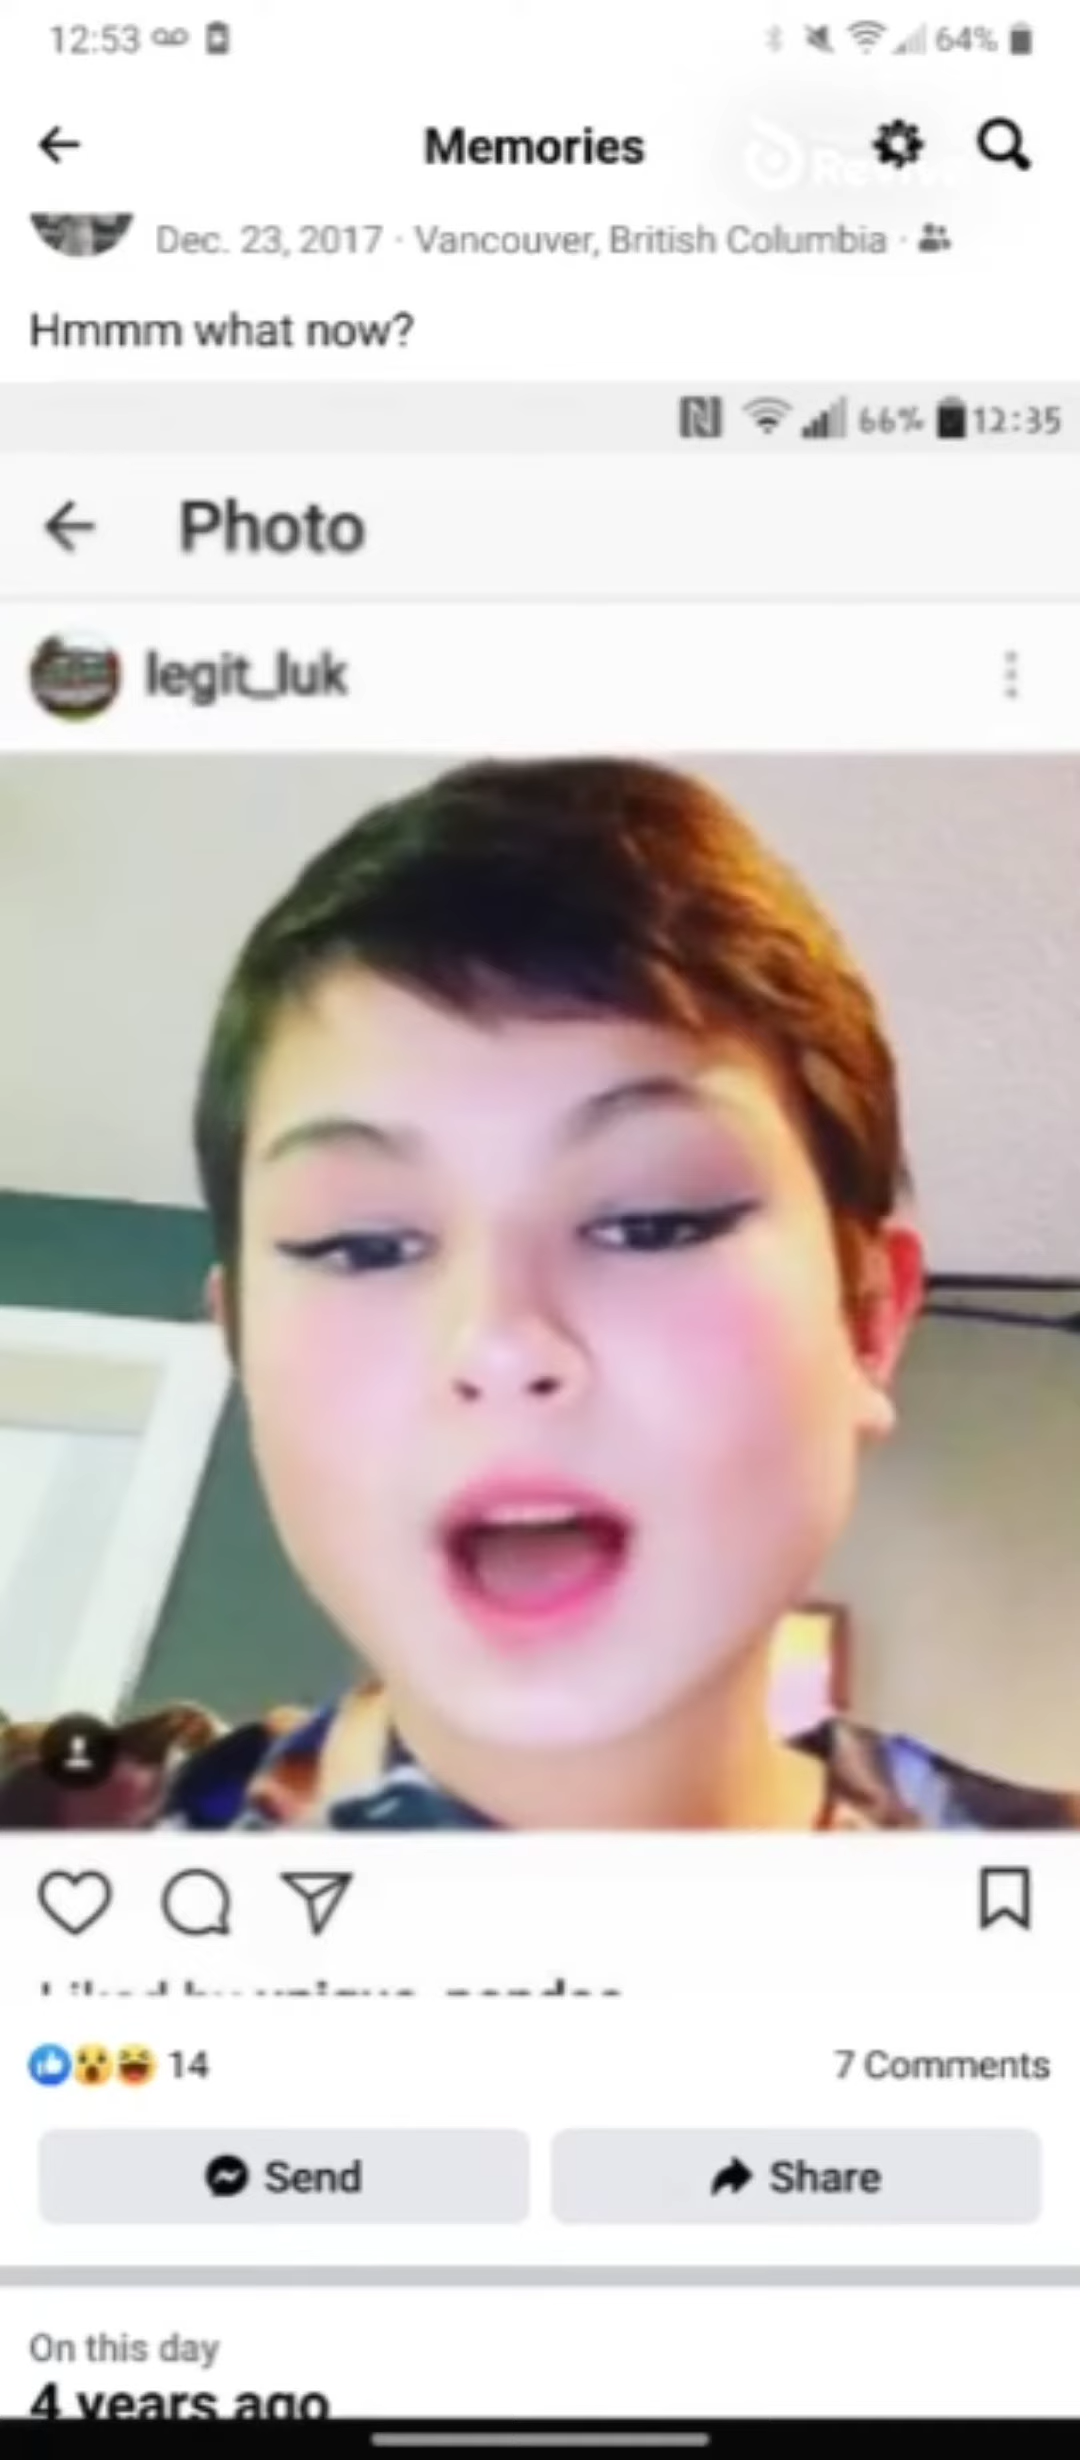 12:53
64%
Memories
Dec. 23, 2017 · Vancouver, British Columbia ·
Hmmm what now?
66% 12:35
Photo
legit_luk
14
7 Comments
Send
Share
On this day
4 years ago